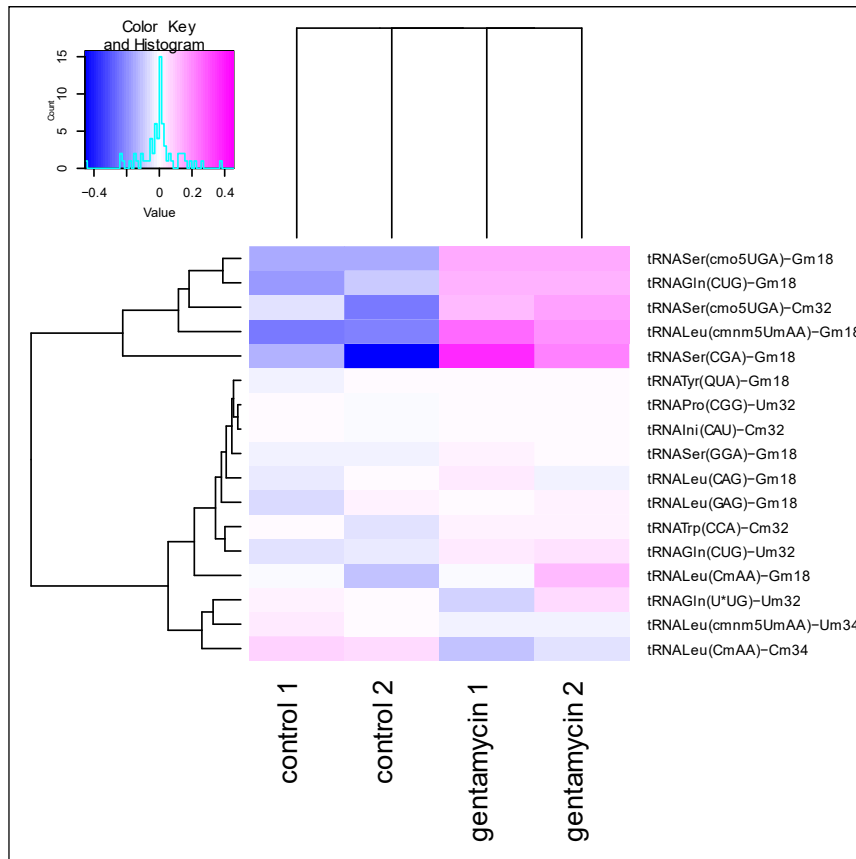 Color Key
and Histogram
Count
0
5
10
15
−0.4
0
0.2
0.4
Value
tRNASer(cmo5UGA)−Gm18
tRNAGln(CUG)−Gm18
tRNASer(cmo5UGA)−Cm32
tRNALeu(cmnm5UmAA)−Gm18
tRNASer(CGA)−Gm18
tRNATyr(QUA)−Gm18
tRNAPro(CGG)−Um32
tRNAIni(CAU)−Cm32
tRNASer(GGA)−Gm18
tRNALeu(CAG)−Gm18
tRNALeu(GAG)−Gm18
tRNATrp(CCA)−Cm32
tRNAGln(CUG)−Um32
tRNALeu(CmAA)−Gm18
tRNAGln(U*UG)−Um32
tRNALeu(cmnm5UmAA)−Um34
tRNALeu(CmAA)−Cm34
control 1
control 2
gentamycin 1
gentamycin 2